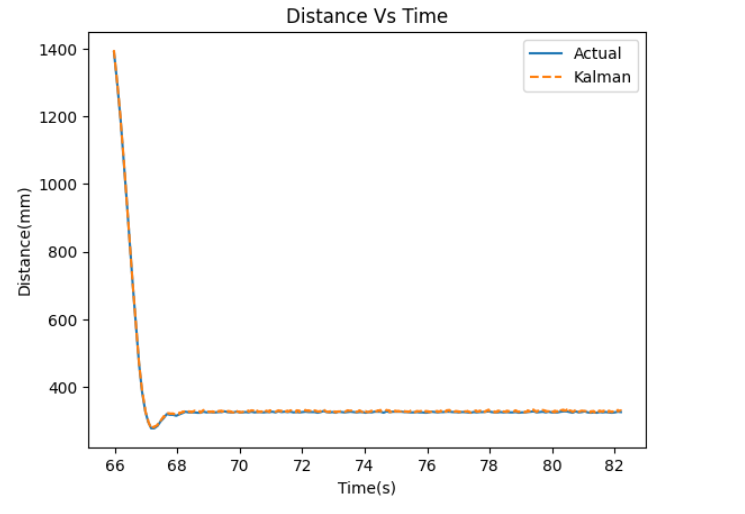 Distance Vs Time
Actual
Kalman
1400
1200
1000
800
600
400
Distance(mm)
66 68 70 72 74 76 78 80 82
Time(s)